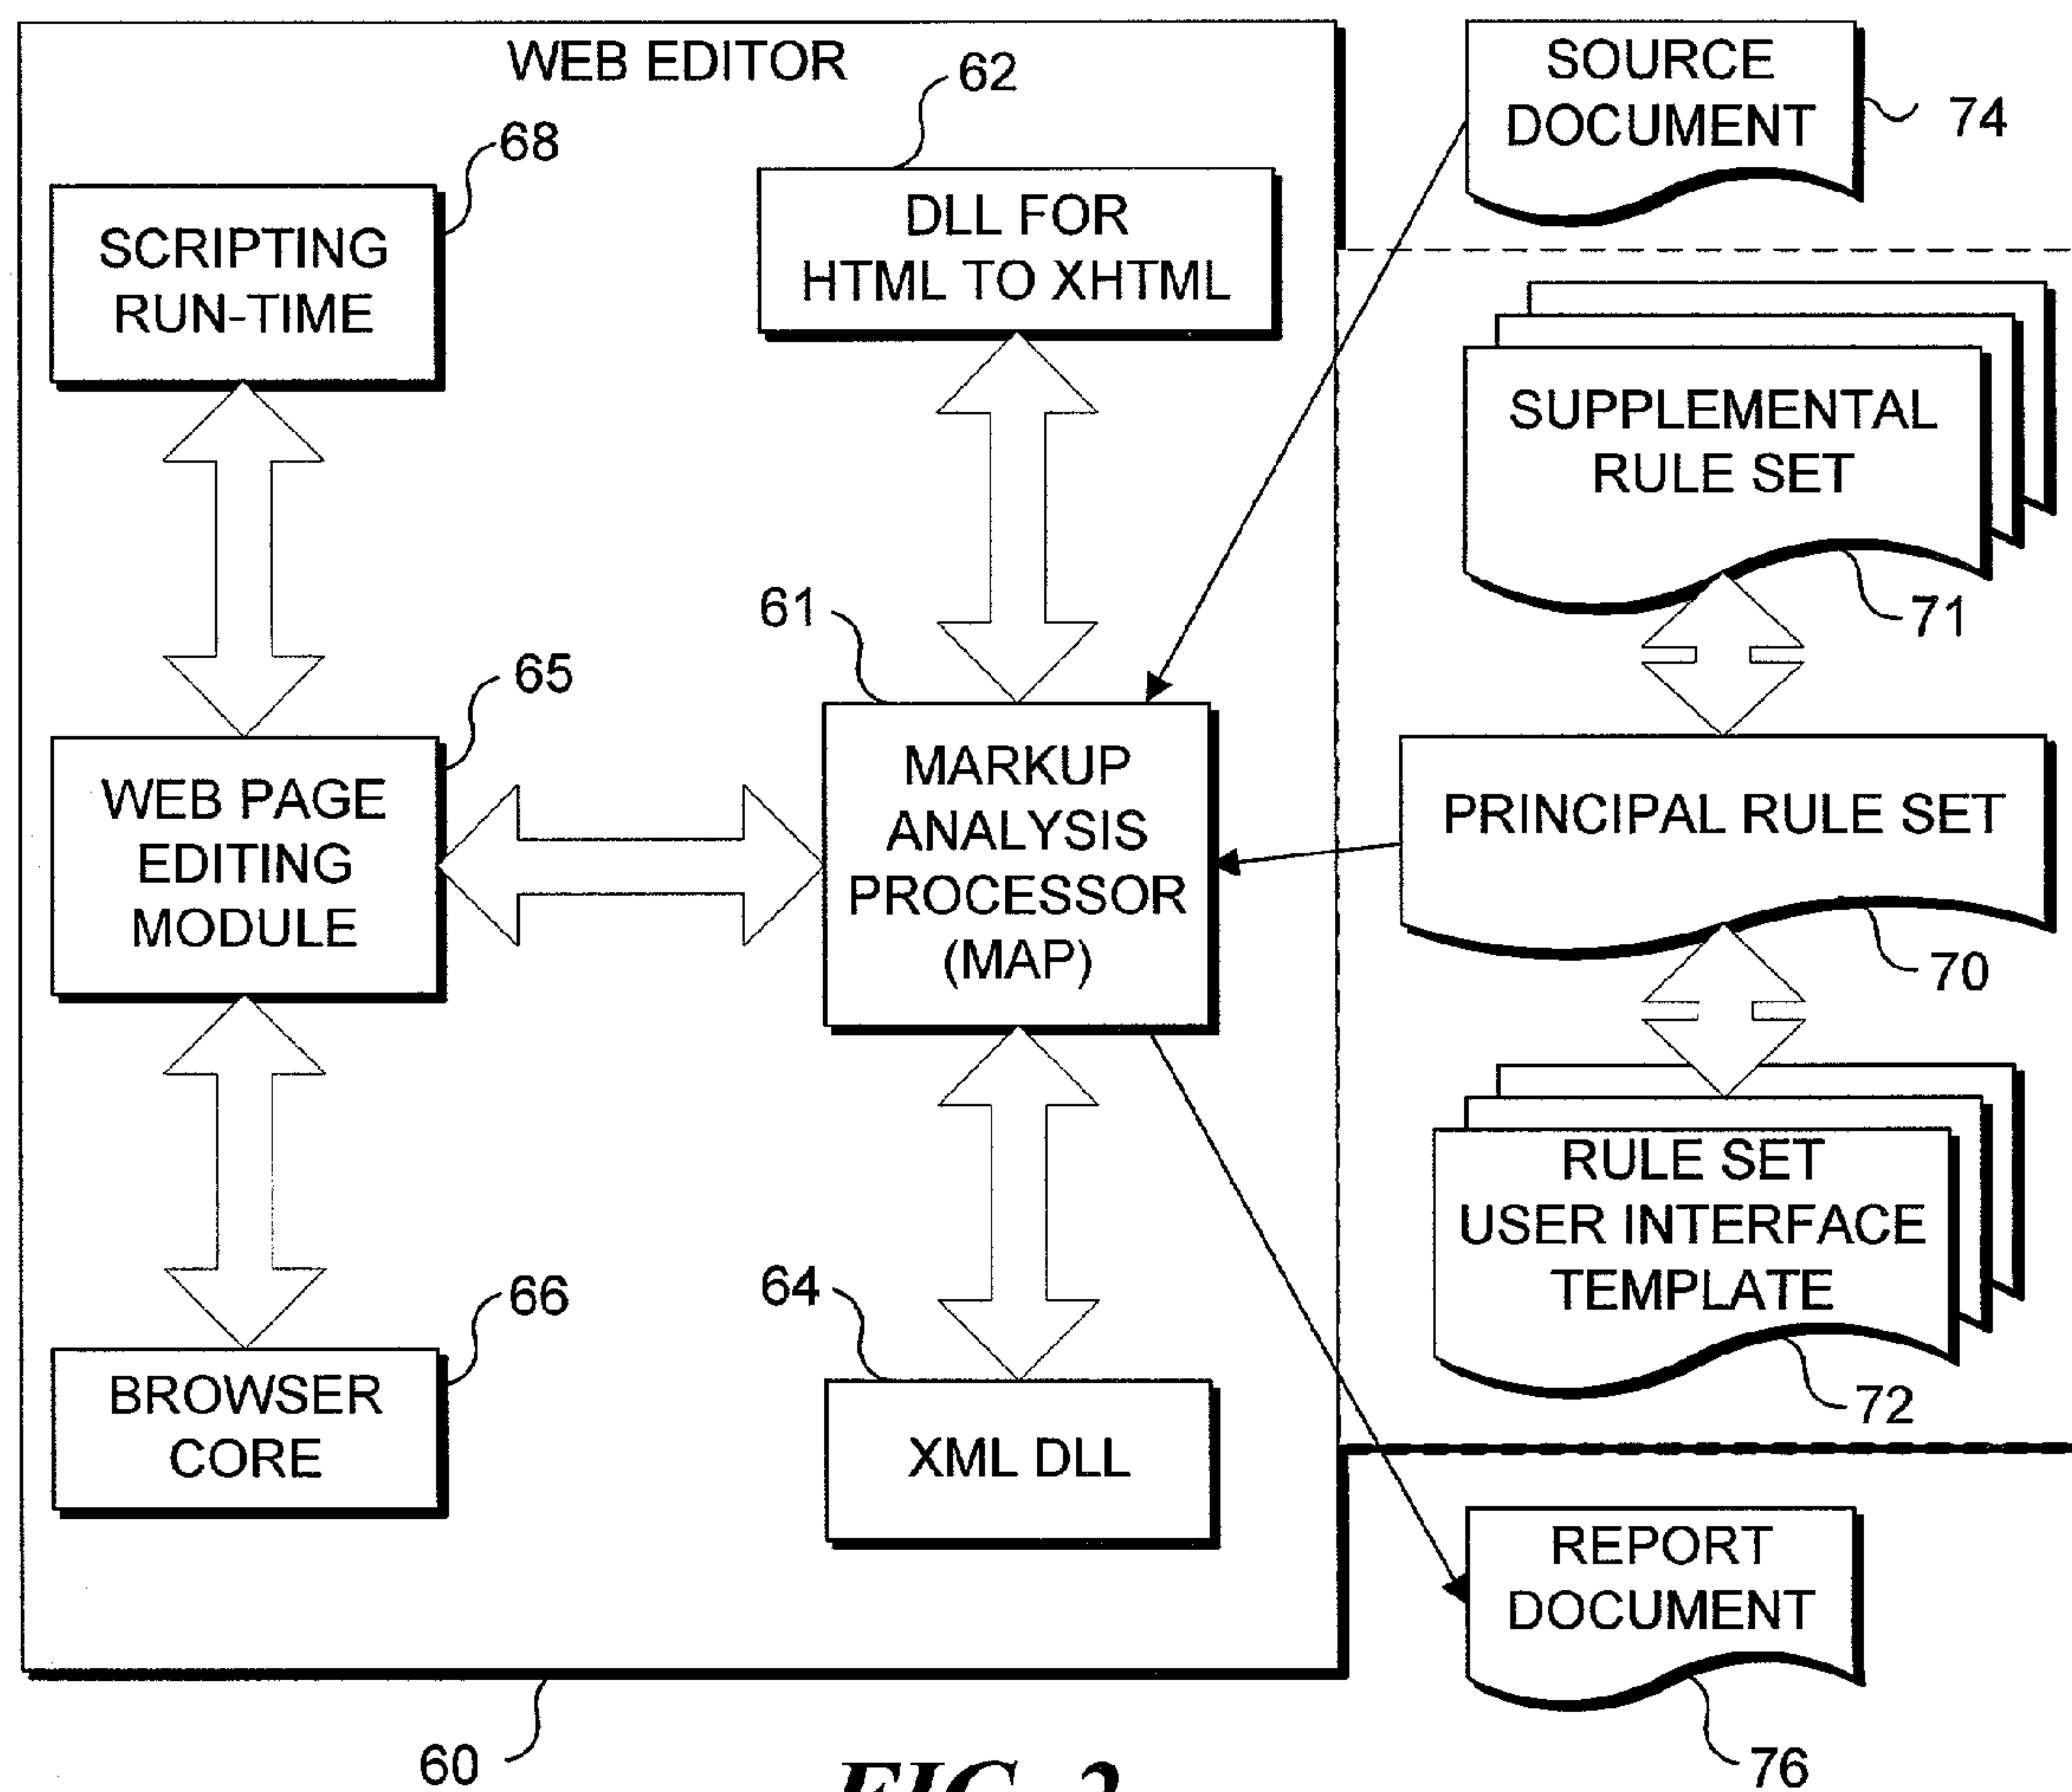 WEB EDITOR
62
68
SCRIPTING
RUN-TIME
DLL FOR
HTML TO XHTML
SOURCE
DOCUMENT
74
SUPPLEMENTAL
RULE SET
71
61
65
WEB PAGE
EDITING
MODULE
MARKUP
ANALYSIS
PROCESSOR
(MAP)
PRINCIPAL RULE SET
70
RULE SET
USER INTERFACE
TEMPLATE
72
66
BROWSER
CORE
64
XML DLL
REPORT
DOCUMENT
76
60